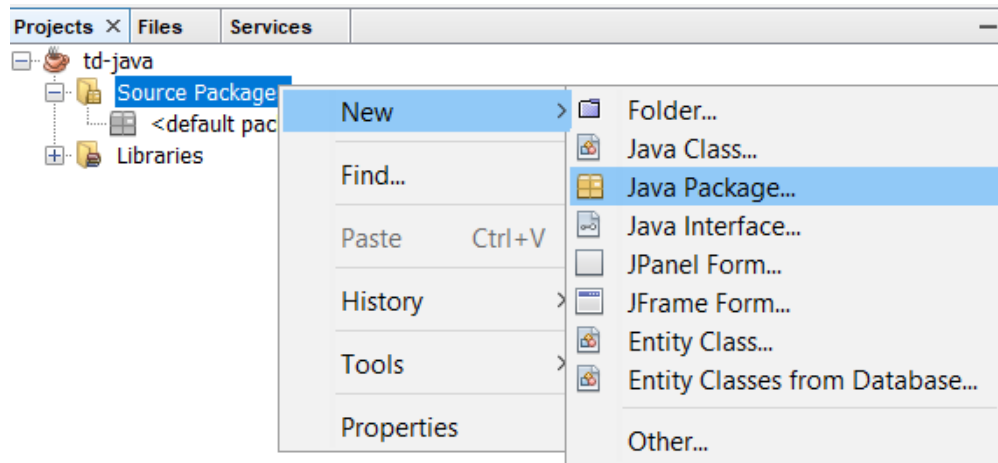 Projects × Files Services
td-java
Source Package
<default pac
Libraries
New
Find...
Paste Ctrl+V
History
Tools
Properties
Folder...
Java Class...
Java Package...
Java Interface...
JPanel Form...
JFrame Form...
Entity Class...
Entity Classes from Database...
Other...